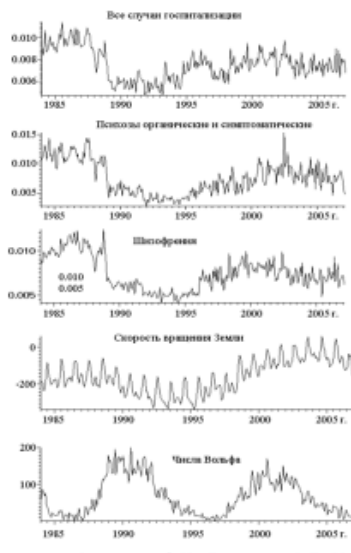 Все случаи госпитализации
0.010
0.008
0.006
1985 1990 1995 2000 2005 г.
Психозы органические и симптоматические
0.015
0.010
0.005
1985 1990 1995 2000 2005 г.
Шизофрения
0.010
0.010
0.005
0.005
1985 1990 1995 2000 2005 г.
Скорость вращения Земли
0
-200
1985 1990 1995 2000 2005 г.
200
Числа Вольфа
100
1985 1990 1995 2000 2005 г.